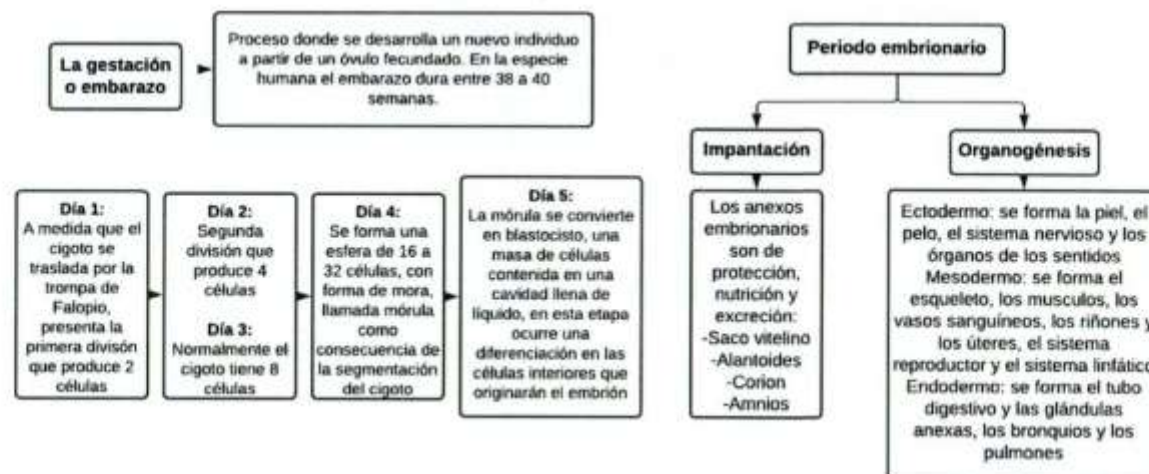 La gestación
o embarazo
Proceso donde se desarrolla un nuevo individuo
a partir de un óvulo fecundado. En la especie
humana el embarazo dura entre 38 a 40
semanas.
Día 1:
A medida que el
cigoto se
traslada por la
trompa de
Falopio,
presenta la
primera divisón
que produce 2
células
Día 2:
Segunda
división que
produce 4
células
Día 3:
Normalmente el
cigoto tiene 8
células
Día 4:
Se forma una
esfera de 16 a
32 células, con
forma de mora,
llamada mórula
como
consecuencia de
la segmentación
del cigoto
Día 5:
La mórula se convierte
en blastocisto, una
masa de células
contenida en una
cavidad llena de
líquido, en esta etapa
ocurre una
diferenciación en las
células interiores que
originarán el embrión
Periodo embrionario
Impantación
Los anexos
embrionarios
son de
protección,
nutrición y
excreción:
-Saco vitelino
-Alantoides
-Corion
-Amnios
Organogénesis
Ectodermo: se forma la piel, el
pelo, el sistema nervioso y los
órganos de los sentidos
Mesodermo: se forma el
esqueleto, los musculos, los
vasos sanguíneos, los riñones y
los úteres, el sistema
reproductor y el sistema linfático
Endodermo: se forma el tubo
digestivo y las glándulas
anexas, los bronquios y los
pulmones